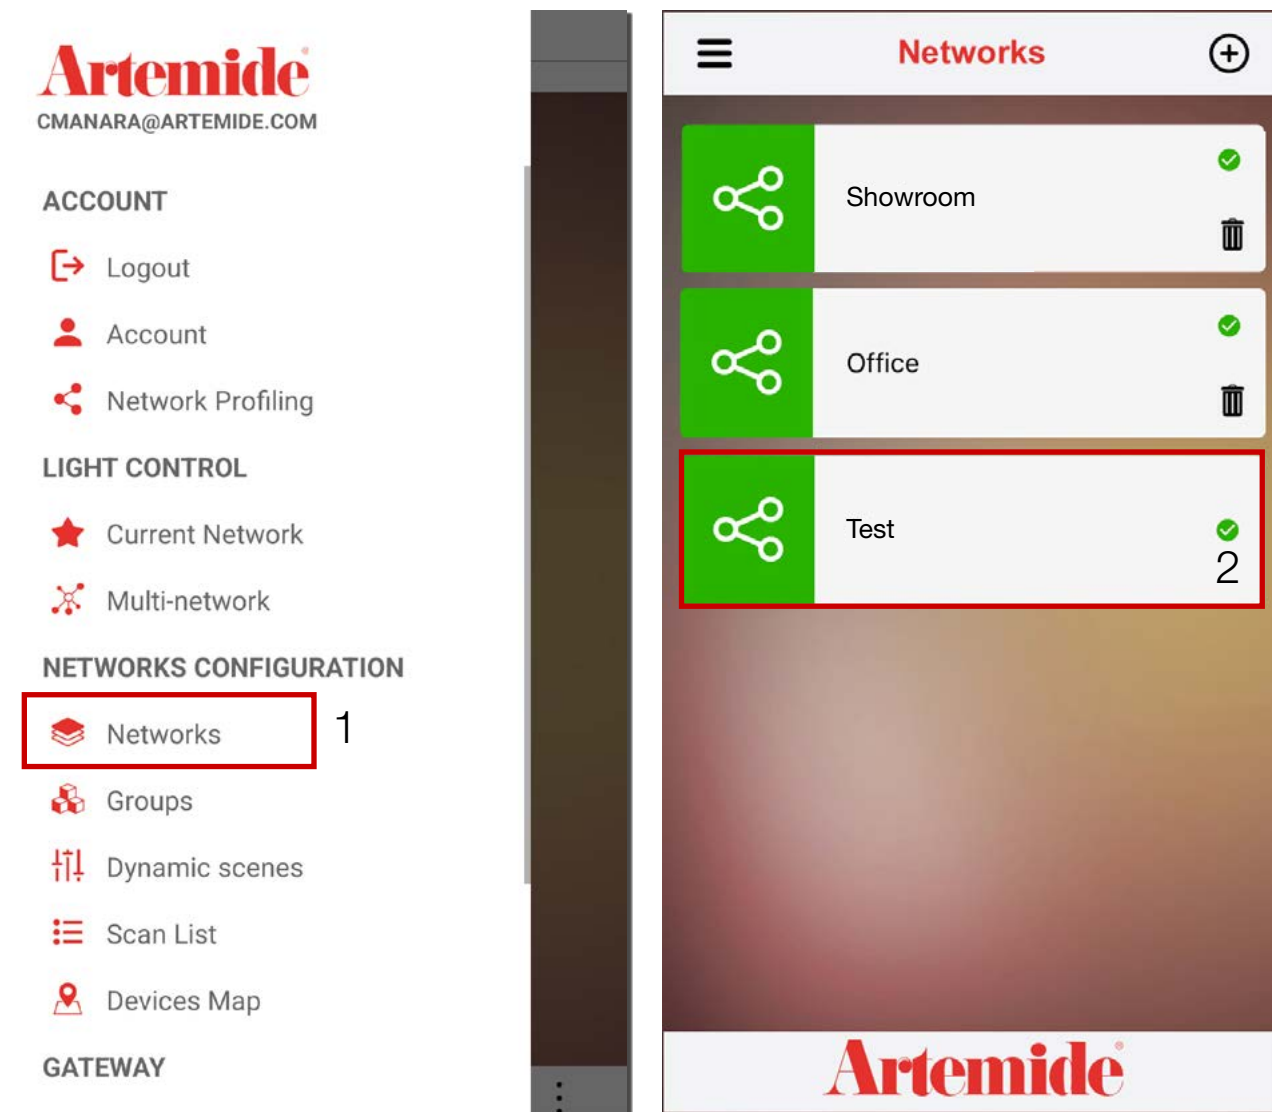 Artemide
CMANARA@ARTEMIDE.COM
ACCOUNT
Logout
Account
Network Profiling
LIGHT CONTROL
Current Network
Multi-network
NETWORKS CONFIGURATION
Networks
1
Groups
Dynamic scenes
Scan List
Devices Map
GATEWAY
Networks
Showroom
Office
Test
2
Artemide®